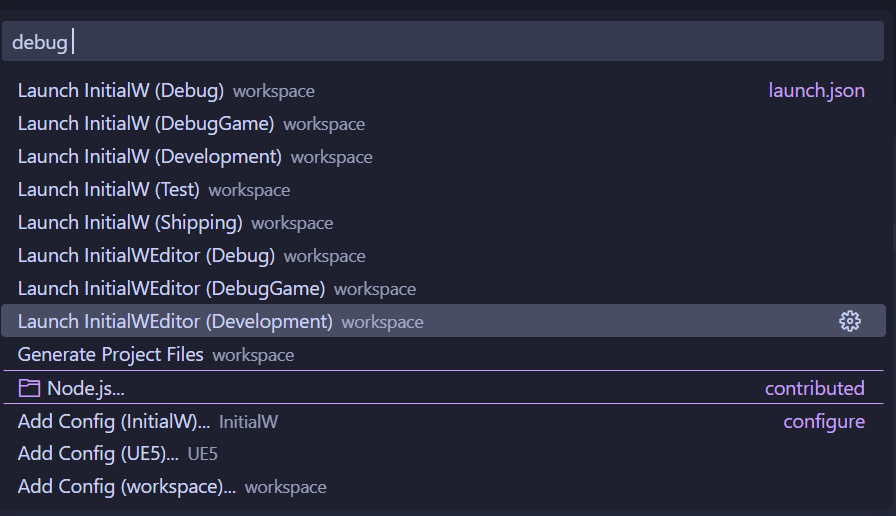 debug
Launch InitialW (Debug) workspace launch.json
Launch InitialW (DebugGame) workspace
Launch InitialW (Development) workspace
Launch InitialW (Test) workspace
Launch InitialW (Shipping) workspace
Launch InitialWEditor (Debug) workspace
Launch InitialWEditor (DebugGame) workspace
Launch InitialWEditor (Development) workspace
Generate Project Files workspace
Node.js... contributed
Add Config (InitialW)... InitialW configure
Add Config (UE5)... UE5
Add Config (workspace)... workspace